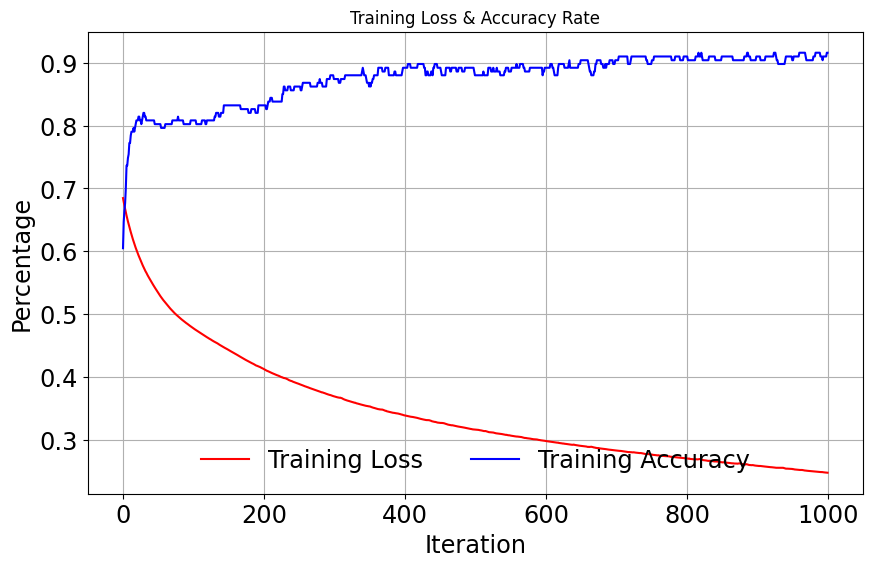 Training Loss & Accuracy Rate
Percentage
0.9
0.8
0.7
0.6
0.5
0.4
0.3
Training Loss
Training Accuracy
0 200 400 600 800 1000
Iteration